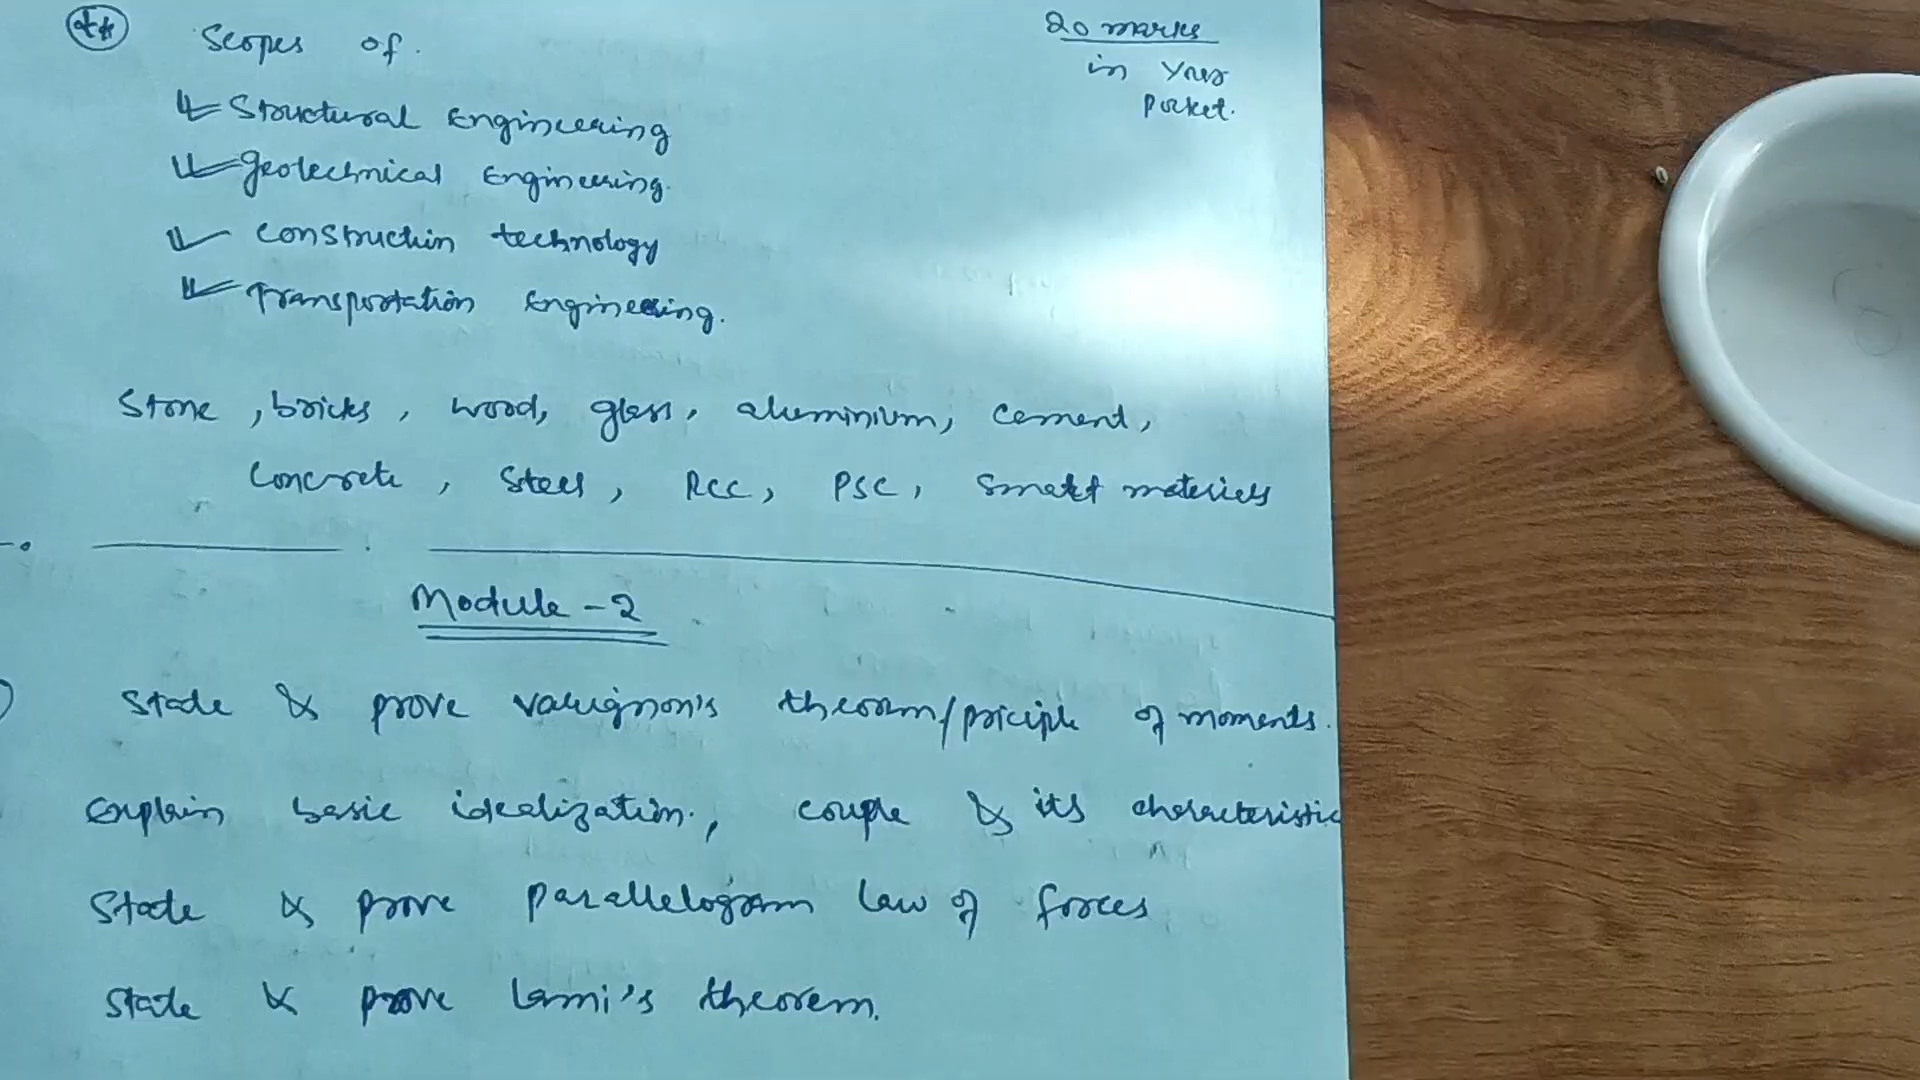 ** Scopes of.
20 marks
in your
pocket.
Structural Engineering
Geotechnical Engineering.
construction technology
Transportation Engineering.
Stone, bricks, wood, glass, aluminium, cement,
Concrete, Steel, RCC, PSC, Smart materials
Module - 2
State & prove varignon's theorem/priciple of moments.
Explain basic idealization., couple & its characteristic
State & prove parallelogram law of forces
State & prove Lami's theorem.